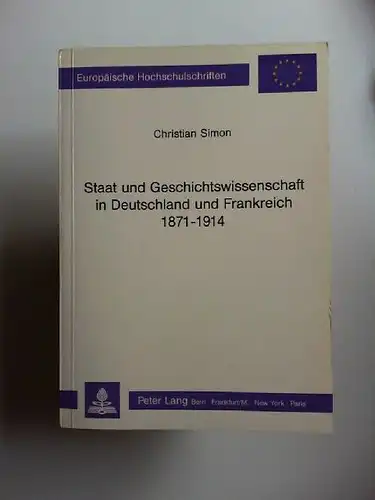 Europäische Hochschulschriften
Christian Simon
Staat und Geschichtswissenschaft
in Deutschland und Frankreich
1871-1914
Peter Lang Bern · Frankfurt/M. · New York · Paris